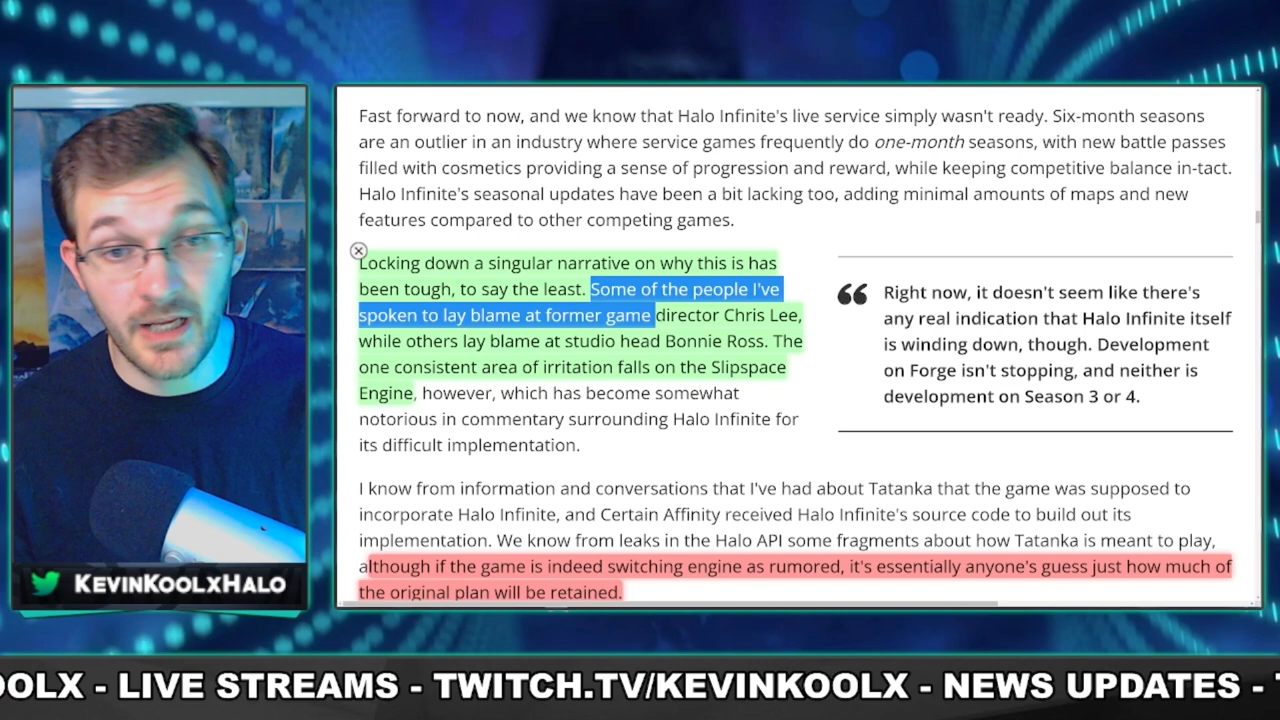 Fast forward to now, and we know that Halo Infinite's live service simply wasn't ready. Six-month seasons
are an outlier in an industry where service games frequently do one-month seasons, with new battle passes
filled with cosmetics providing a sense of progression and reward, while keeping competitive balance in-tact.
Halo Infinite's seasonal updates have been a bit lacking too, adding minimal amounts of maps and new
features compared to other competing games.
Locking down a singular narrative on why this is has
been tough, to say the least. Some of the people I've
spoken to lay blame at former game director Chris Lee,
while others lay blame at studio head Bonnie Ross. The
one consistent area of irritation falls on the Slipspace
Engine, however, which has become somewhat
notorious in commentary surrounding Halo Infinite for
its difficult implementation.
Right now, it doesn't seem like there's
any real indication that Halo Infinite itself
is winding down, though. Development
on Forge isn't stopping, and neither is
development on Season 3 or 4.
I know from information and conversations that I've had about Tatanka that the game was supposed to
incorporate Halo Infinite, and Certain Affinity received Halo Infinite's source code to build out its
implementation. We know from leaks in the Halo API some fragments about how Tatanka is meant to play,
although if the game is indeed switching engine as rumored, it's essentially anyone's guess just how much of
the original plan will be retained.
KEVINKOOLXHALO
OOLX - LIVE STREAMS - TWITCH.TV/KEVINKOOLX - NEWS UPDATES - T